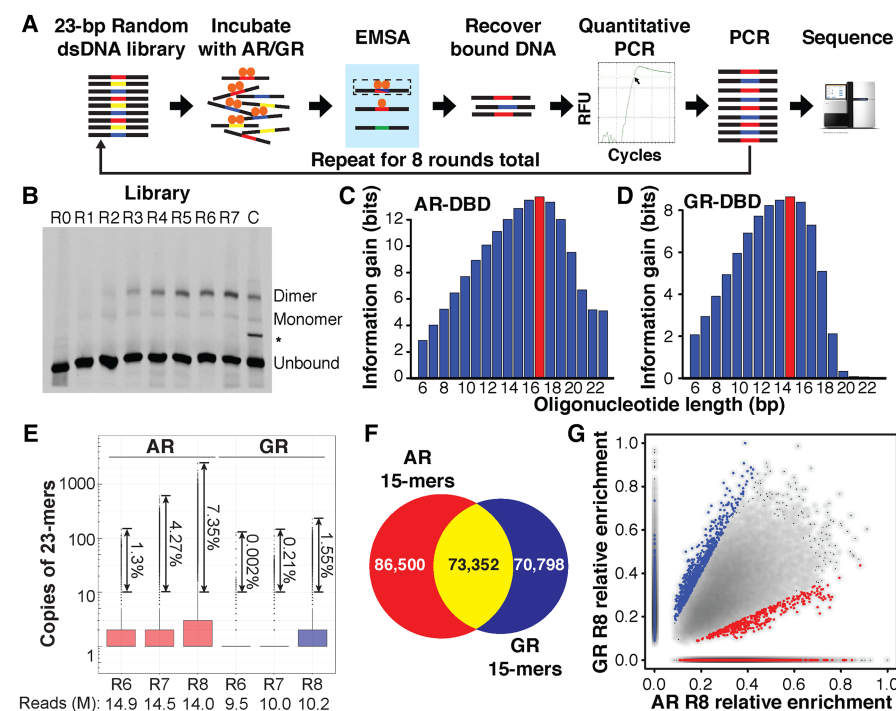 A
23-bp Random
dsDNA library
Incubate
with AR/GR
EMSA
Recover
bound DNA
Quantitative
PCR
PCR
Sequence
RFU
Cycles
Repeat for 8 rounds total
B
Library
R0 R1 R2 R3 R4 R5 R6 R7 C
Dimer
Monomer
*
Unbound
C
AR-DBD
Information gain (bits)
12
10
8
6
4
2
0
6 8 10 12 14 16 18 20 22
D
GR-DBD
Information gain (bits)
8
6
4
2
0
6 8 10 12 14 16 18 20 22
Oligonucleotide length (bp)
E
AR GR
Copies of 23-mers
1000
100
10
1
1.3%
4.27%
7.35%
0.002%
0.21%
1.55%
R6 R7 R8 R6 R7 R8
Reads (M): 14.9 14.5 14.0 9.5 10.0 10.2
F
AR
15-mers
86,500
73,352
70,798
GR
15-mers
G
GR R8 relative enrichment
1.0
0.8
0.6
0.4
0.2
0.0
0.0 0.2 0.4 0.6 0.8 1.0
AR R8 relative enrichment